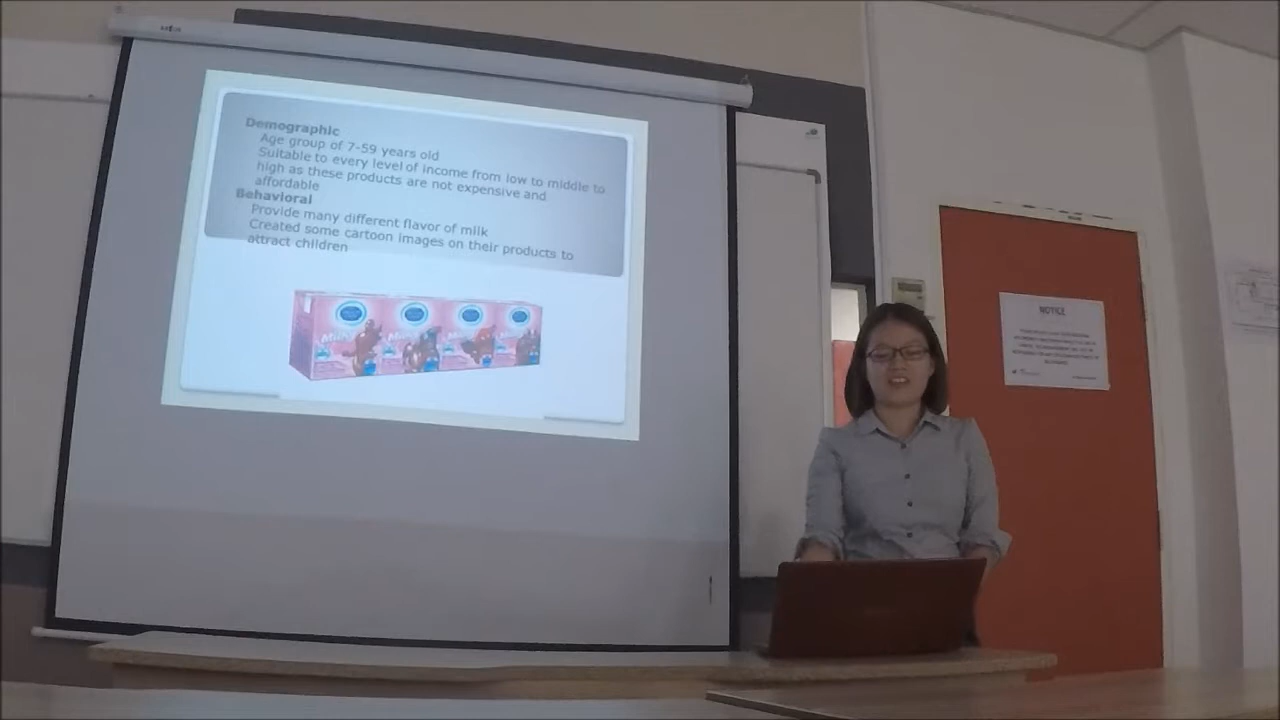 Demographic
Age group of 7-59 years old
Suitable to every level of income from low to middle to
high as these products are not expensive and
affordable
Behavioral
Provide many different flavor of milk
Created some cartoon images on their products to
attract children
NOTICE